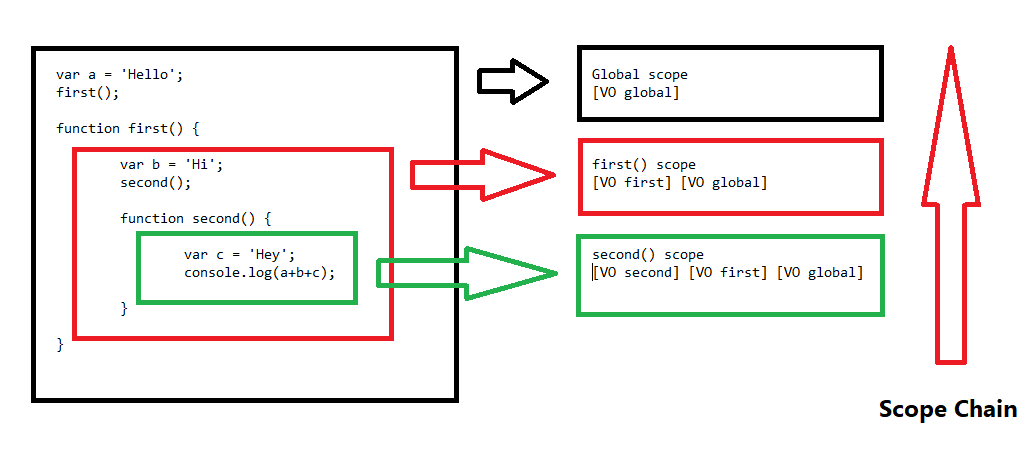 var a = 'Hello';
first();
function first() {
var b = 'Hi';
second();
function second() {
var c = 'Hey';
console.log(a+b+c);
}
}
Global scope
[VO global]
first() scope
[VO first] [VO global]
second() scope
[VO second] [VO first] [VO global]
Scope Chain